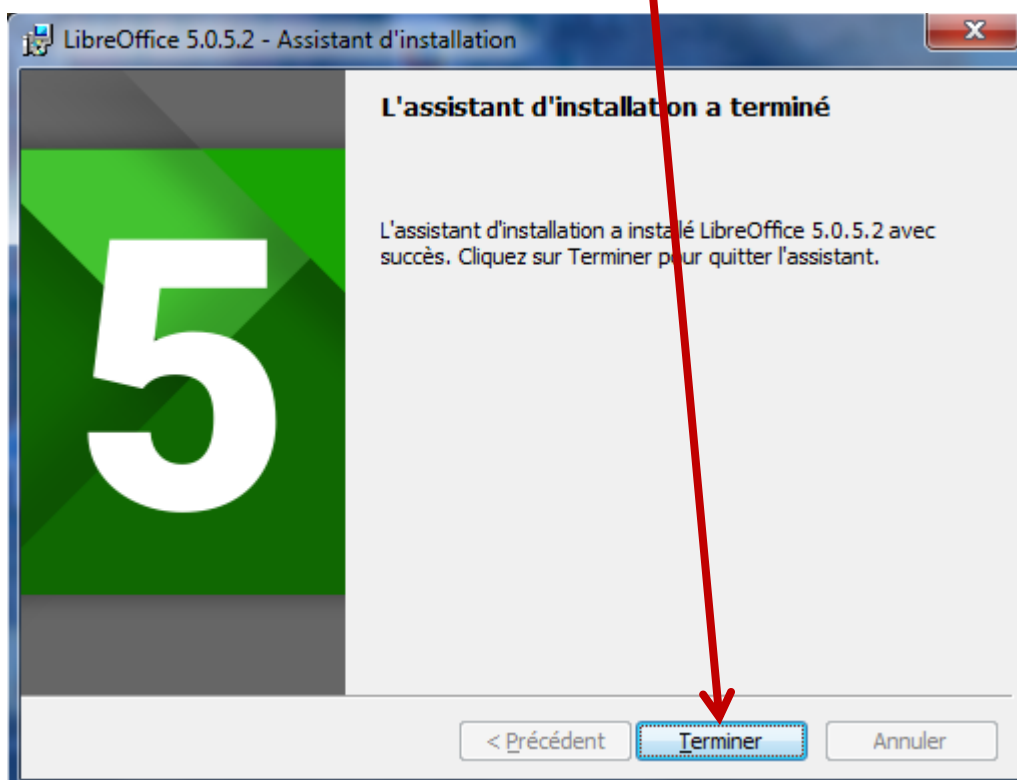 LibreOffice 5.0.5.2 - Assistant d'installation
L'assistant d'installation a terminé
L'assistant d'installation a installé LibreOffice 5.0.5.2 avec
succès. Cliquez sur Terminer pour quitter l'assistant.
5
< Précédent
Terminer
Annuler